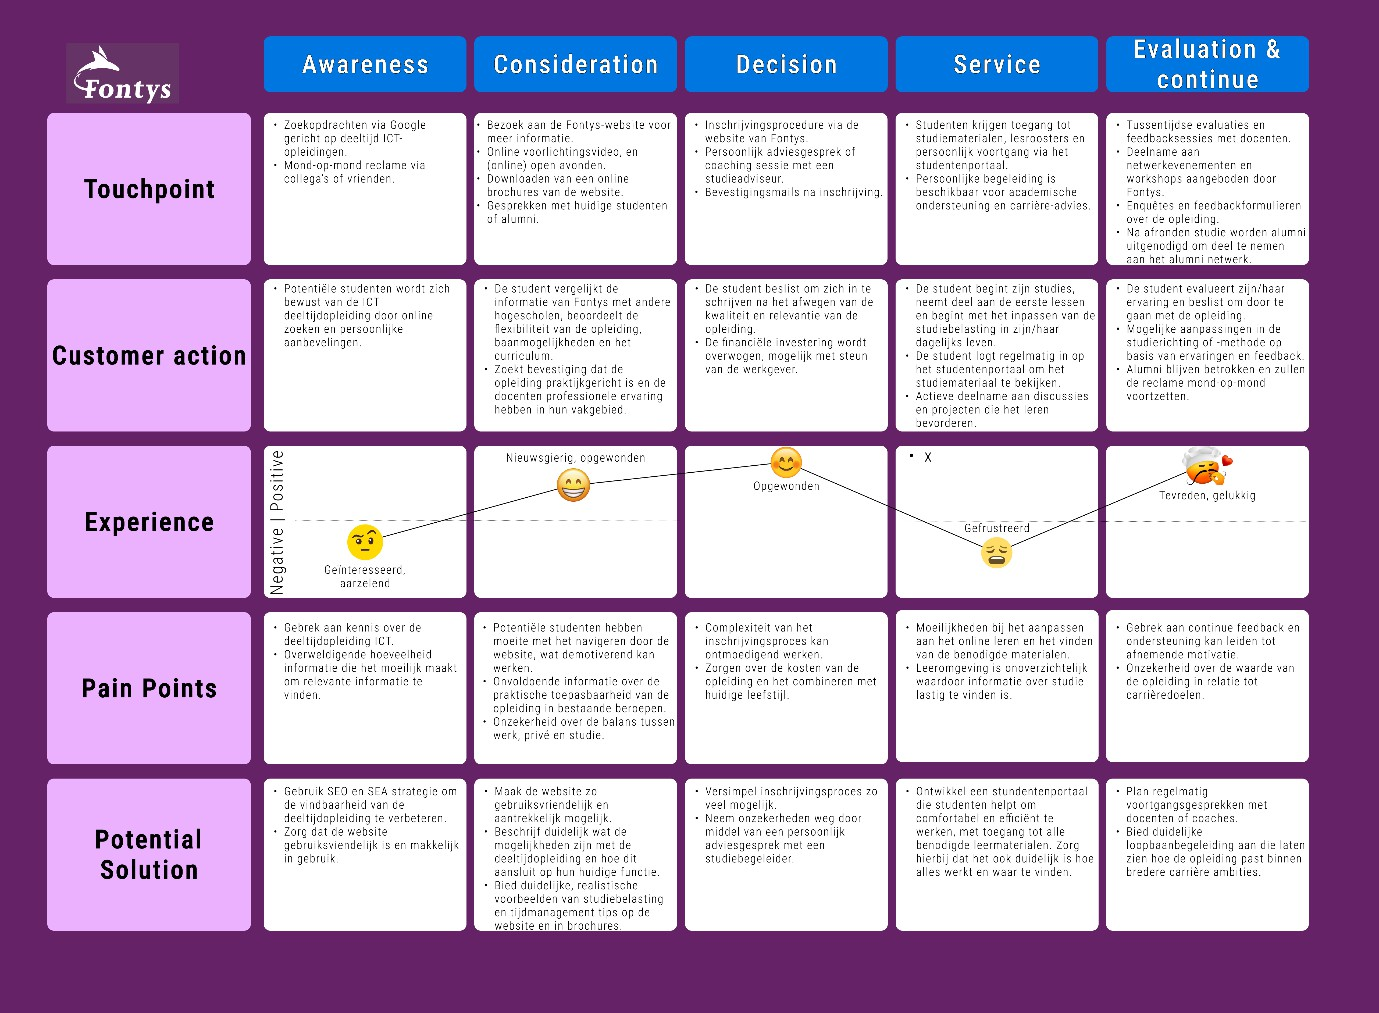 Fontys
Awareness
Consideration
Decision
Service
Evaluation &
continue
Touchpoint
• Zoekopdrachten via Google
gericht op deeltijd ICT-
opleidingen.
• Mond-op-mond reclame via
collega's of vrienden.
• Bezoek aan de Fontys-website voor
meer informatie.
• Online voorlichtingsvideo, en
(online) open avonden.
• Downloaden van een online
brochures van de website.
• Gesprekken met huidige studenten
of alumni.
• Inschrijvingsprocedure via de
website van Fontys.
• Persoonlijk adviesgesprek of
coaching sessie met een
studieadviseur.
• Bevestigingsmails na inschrijving.
• Studenten krijgen toegang tot
studiematerialen, lesroosters en
persoonlijk voortgang via het
studentenportaal.
• Persoonlijke begeleiding is
beschikbaar voor academische
ondersteuning en carrière-advies.
• Tussentijdse evaluaties en
feedbacksessies met docenten.
• Deelname aan
netwerkevenementen en
workshops aangeboden door
Fontys.
• Enquêtes en feedbackformulieren
over de opleiding.
• Na afronden studie worden alumni
uitgenodigd om deel te nemen
aan het alumni netwerk.
Customer action
• Potentiële studenten wordt zich
bewust van de ICT
deeltijdopleiding door online
zoeken en persoonlijke
aanbevelingen.
• De student vergelijkt de
informatie van Fontys met andere
hogescholen, beoordeelt de
flexibiliteit van de opleiding,
baanmogelijkheden en het
curriculum.
• Zoekt bevestiging dat de
opleiding praktijkgericht is en de
docenten professionele ervaring
hebben in hun vakgebied.
• De student beslist om zich in te
schrijven na het afwegen van de
kwaliteit en relevantie van de
opleiding.
• De financiële investering wordt
overwogen, mogelijk met steun
van de werkgever.
• De student begint zijn studies,
neemt deel aan de eerste lessen
en begint met het inpassen van de
studiebelasting in zijn/haar
dagelijks leven.
• De student logt regelmatig in op
het studentenportaal om het
studiemateriaal te bekijken.
• Actieve deelname aan discussies
en projecten die het leren
bevorderen.
• De student evalueert zijn/haar
ervaring en beslist om door te
gaan met de opleiding.
• Mogelijke aanpassingen in de
studierichting of -methode op
basis van ervaringen en feedback.
• Alumni blijven betrokken en zullen
de reclame mond-op-mond
voortzetten.
Experience
Negative | Positive
Geïnteresseerd,
aarzelend
Nieuwsgierig, opgewonden
Opgewonden
• X
Gefrustreerd
Tevreden, gelukkig
Pain Points
• Gebrek aan kennis over de
deeltijdopleiding ICT.
• Overweldigende hoeveelheid
informatie die het moeilijk maakt
om relevante informatie te
vinden.
• Potentiële studenten hebben
moeite met het navigeren door de
website, wat demotiverend kan
werken.
• Onvoldoende informatie over de
praktische toepasbaarheid van de
opleiding in bestaande beroepen.
• Onzekerheid over de balans tussen
werk, privé en studie.
• Complexiteit van het
inschrijvingsproces kan
ontmoedigend werken.
• Zorgen over de kosten van de
opleiding en het combineren met
huidige leefstijl.
• Moeilijkheden bij het aanpassen
aan het online leren en het vinden
van de benodigde materialen.
• Leeromgeving is onoverzichtelijk
waardoor informatie over studie
lastig te vinden is.
• Gebrek aan continue feedback en
ondersteuning kan leiden tot
afnemende motivatie.
• Onzekerheid over de waarde van
de opleiding in relatie tot
carrièredoelen.
Potential
Solution
• Gebruik SEO en SEA strategie om
de vindbaarheid van de
deeltijdopleiding te verbeteren.
• Zorg dat de website
gebruiksviendelijk is en makkelijk
in gebruik.
• Maak de website zo
gebruiksvriendelijk en
aantrekkelijk mogelijk.
• Beschrijf duidelijk wat de
mogelijkheden zijn met de
deeltijdopleiding en hoe dit
aansluit op hun huidige functie.
• Bied duidelijke, realistische
voorbeelden van studiebelasting
en tijdmanagement tips op de
website en in brochures.
• Versimpel inschrijvingsproces zo
veel mogelijk.
• Neem onzekerheden weg door
middel van een persoonlijk
adviesgesprek met een
studiebegeleider.
• Ontwikkel een stundentenportaal
die studenten helpt om
comfortabel en efficiënt te
werken, met toegang tot alle
benodigde leermaterialen. Zorg
hierbij dat het ook duidelijk is hoe
alles werkt en waar te vinden.
• Plan regelmatig
voortgangsgesprekken met
docenten of coaches.
• Bied duidelijke
loopbaanbegeleiding aan die laten
zien hoe de opleiding past binnen
bredere carrière ambities.